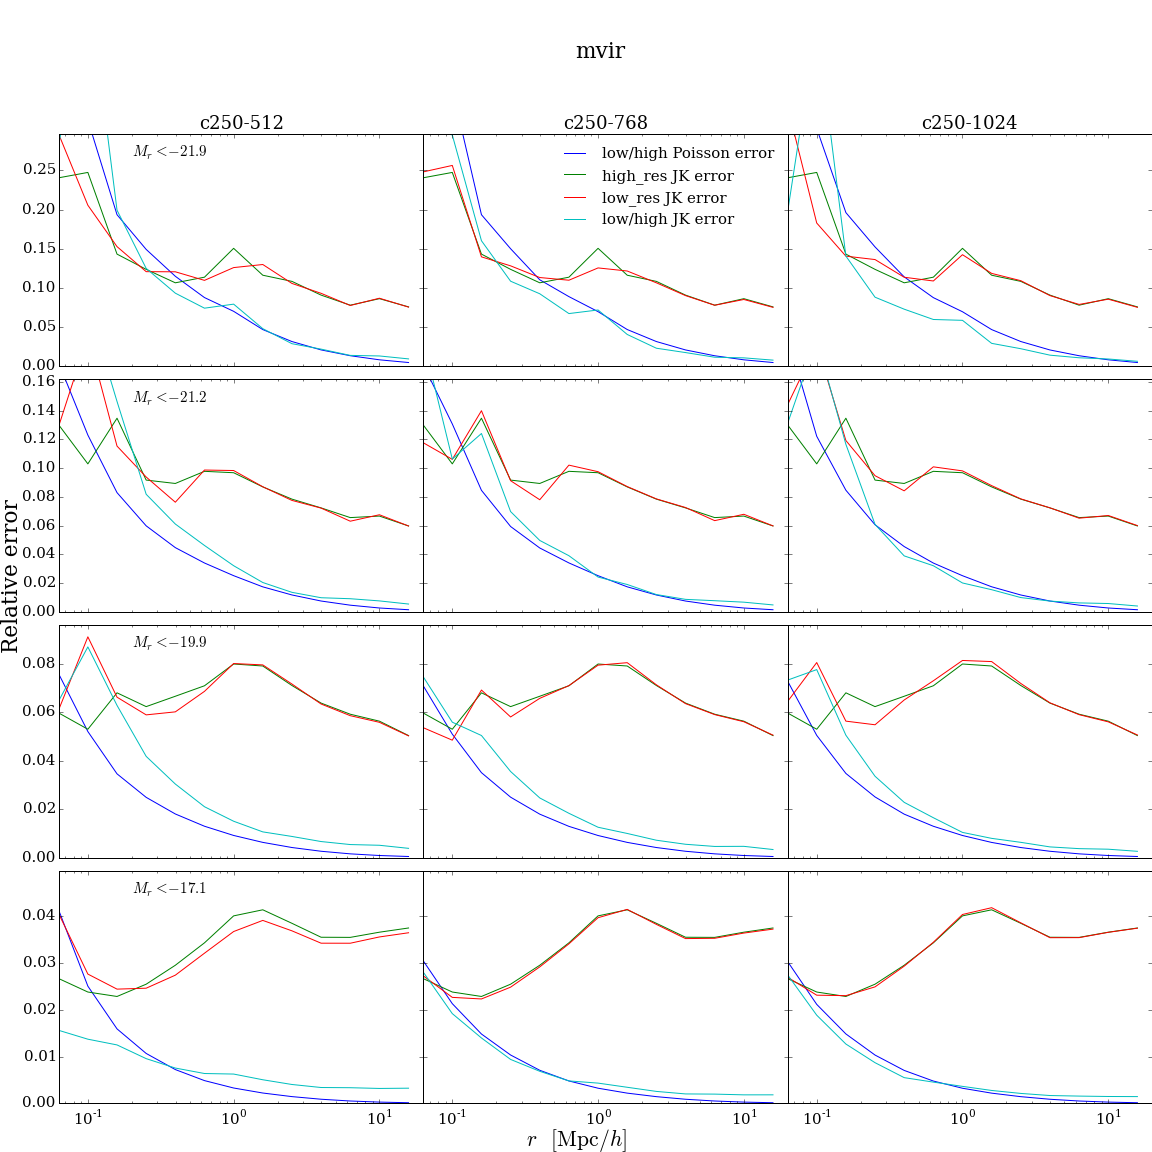 mvir
c250-512 c250-768 c250-1024
M_r <−21.9
low/high Poisson error
high_res JK error
low_res JK error
low/high JK error
0.25
0.20
0.15
0.10
0.05
0.00
M_r <−21.2
0.16
0.14
0.12
0.10
0.08
0.06
0.04
0.02
0.00
Relative error
M_r <−19.9
0.08
0.06
0.04
0.02
0.00
M_r <−17.1
0.04
0.03
0.02
0.01
0.00
10^-1 10^0 10^1 10^-1 10^0 10^1 10^-1 10^0 10^1
r [Mpc/h]